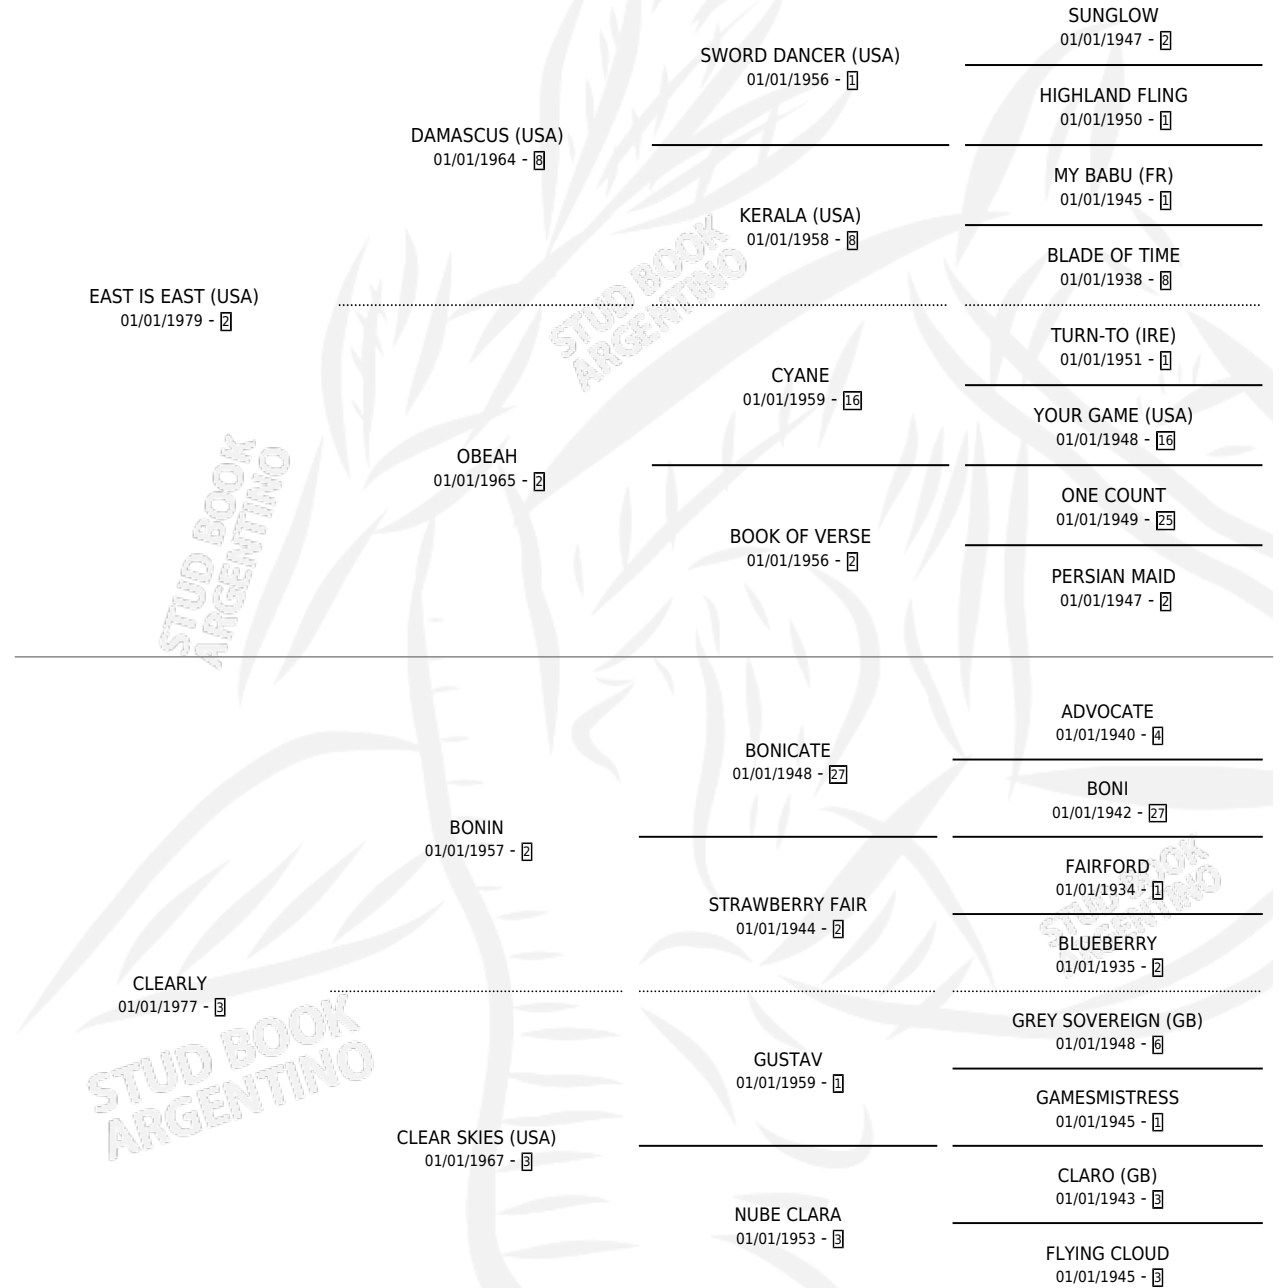 SUNGLOW
01/01/1947 - 2
SWORD DANCER (USA)
01/01/1956 - 1
HIGHLAND FLING
01/01/1950 - 1
DAMASCUS (USA)
01/01/1964 - 8
MY BABU (FR)
01/01/1945 - 1
KERALA (USA)
01/01/1958 - 8
BLADE OF TIME
01/01/1938 - 8
EAST IS EAST (USA)
01/01/1979 - 2
STUD BOOK
ARGENTINO
TURN-TO (IRE)
01/01/1951 - 1
CYANE
01/01/1959 - 16
YOUR GAME (USA)
01/01/1948 - 16
OBEAH
01/01/1965 - 2
ONE COUNT
01/01/1949 - 25
BOOK OF VERSE
01/01/1956 - 2
PERSIAN MAID
01/01/1947 - 2
STUD BOOK
ARGENTINO
ADVOCATE
01/01/1940 - 4
BONICATE
01/01/1948 - 27
BONI
01/01/1942 - 27
BONIN
01/01/1957 - 2
FAIRFORD
01/01/1934 - 1
STRAWBERRY FAIR
01/01/1944 - 2
BLUEBERRY
01/01/1935 - 2
STUD BOOK
ARGENTINO
CLEARLY
01/01/1977 - 3
GREY SOVEREIGN (GB)
01/01/1948 - 6
GUSTAV
01/01/1959 - 1
GAMESMISTRESS
01/01/1945 - 1
STUD BOOK
ARGENTINO
CLEAR SKIES (USA)
01/01/1967 - 3
CLARO (GB)
01/01/1943 - 3
NUBE CLARA
01/01/1953 - 3
FLYING CLOUD
01/01/1945 - 3